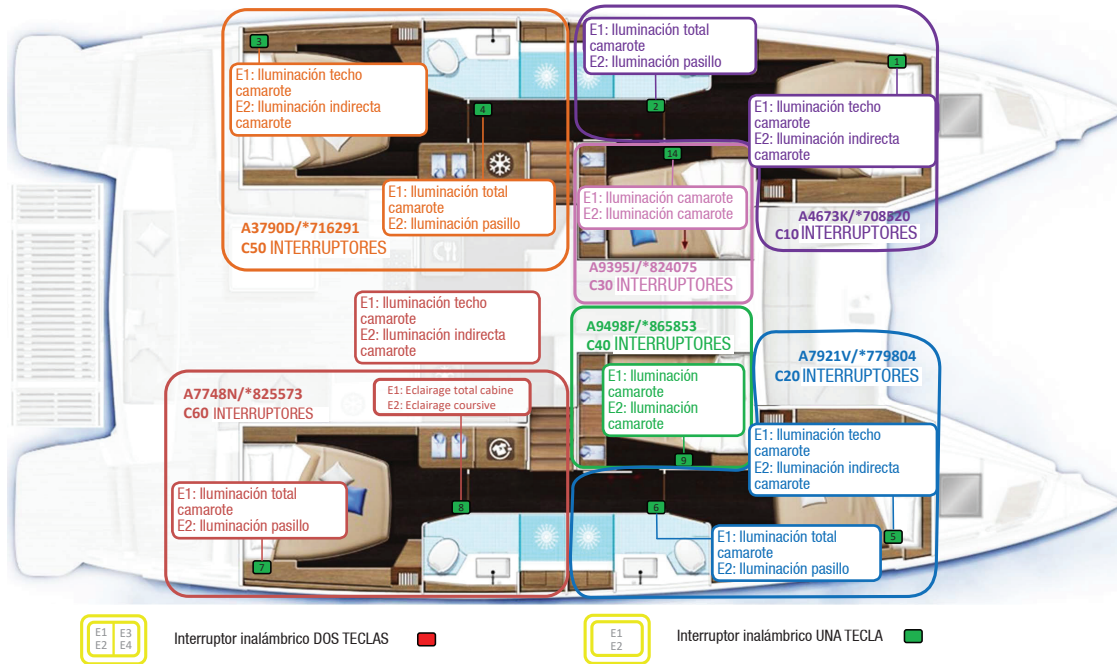 3
E1: Iluminación techo
camarote
E2: Iluminación indirecta
camarote
4
E1: Iluminación total
camarote
E2: Iluminación pasillo
A3790D/*716291
C50 INTERRUPTORES
E1: Iluminación total
camarote
E2: Iluminación pasillo
2
1
E1: Iluminación techo
camarote
E2: Iluminación indirecta
camarote
A4673K/*708520
C10 INTERRUPTORES
14
E1: Iluminación camarote
E2: Iluminación camarote
A9395J/*824075
C30 INTERRUPTORES
E1: Iluminación techo
camarote
E2: Iluminación indirecta
camarote
A9498F/*865853
C40 INTERRUPTORES
E1: Iluminación
camarote
E2: Iluminación
camarote
9
A7921V/*779804
C20 INTERRUPTORES
E1: Iluminación techo
camarote
E2: Iluminación indirecta
camarote
5
A7748N/*825573
C60 INTERRUPTORES
E1: Eclairage total cabine
E2: Eclairage coursive
E1: Iluminación total
camarote
E2: Iluminación pasillo
7
8
6
E1: Iluminación total
camarote
E2: Iluminación pasillo
E1 E3
E2 E4
Interruptor inalámbrico DOS TECLAS
E1
E2
Interruptor inalámbrico UNA TECLA